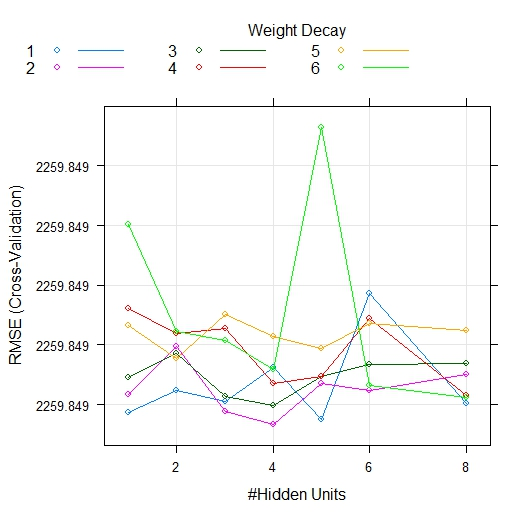 Weight Decay
1 3 5
2 4 6
2259.849
2259.849
2259.849
2259.849
2259.849
RMSE (Cross-Validation)
2 4 6 8
#Hidden Units